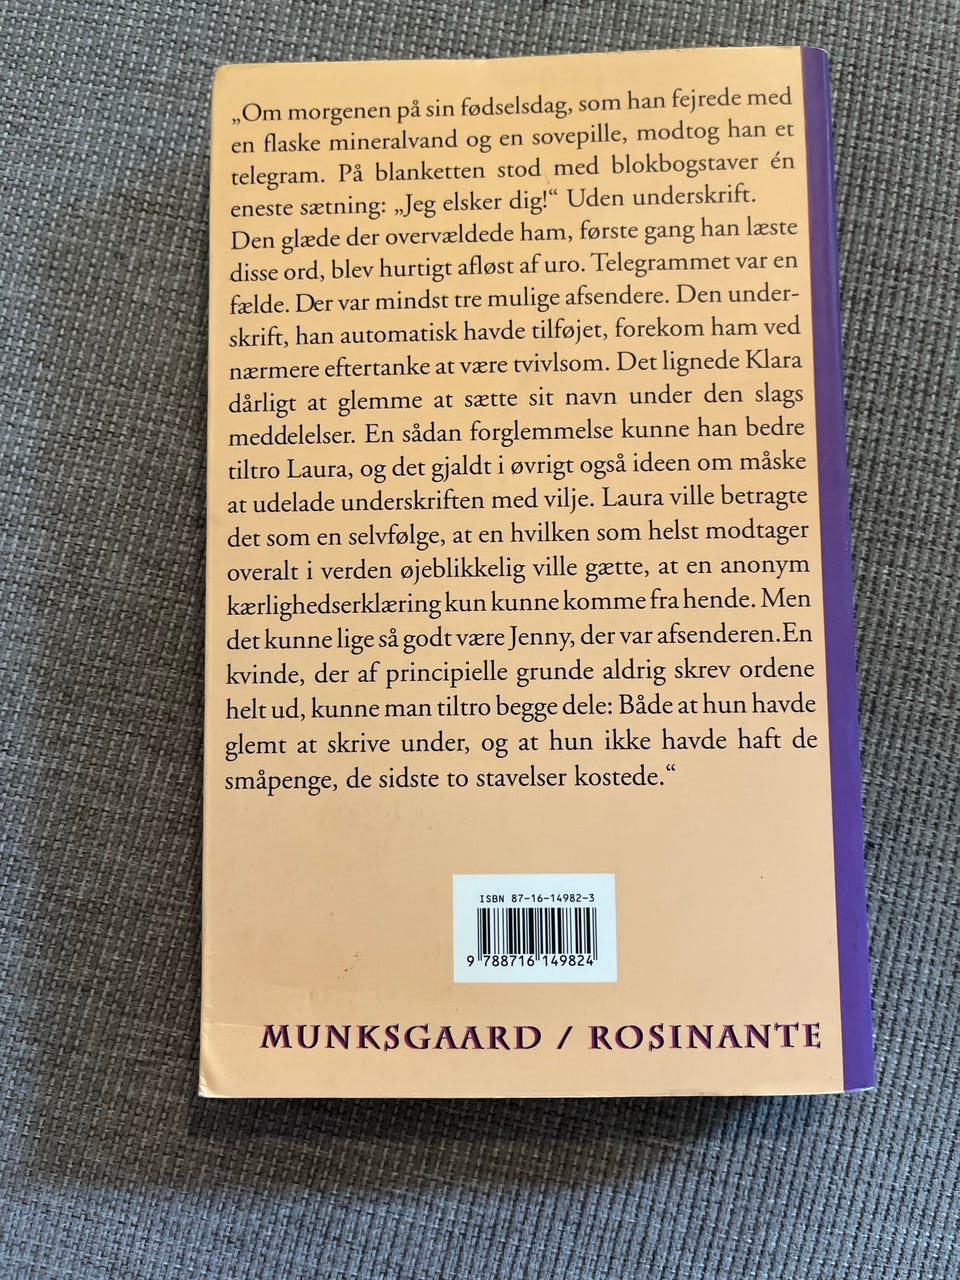 „Om morgenen på sin fødselsdag, som han fejrede med
en flaske mineralvand og en sovepille, modtog han et
telegram. På blanketten stod med blokbogstaver én
eneste sætning: „Jeg elsker dig!“ Uden underskrift.
Den glæde der overvældede ham, første gang han læste
disse ord, blev hurtigt afløst af uro. Telegrammet var en
fælde. Der var mindst tre mulige afsendere. Den under-
skrift, han automatisk havde tilføjet, forekom ham ved
nærmere eftertanke at være tvivlsom. Det lignede Klara
dårligt at glemme at sætte sit navn under den slags
meddelelser. En sådan forglemmelse kunne han bedre
tiltro Laura, og det gjaldt i øvrigt også ideen om måske
at udelade underskriften med vilje. Laura ville betragte
det som en selvfølge, at en hvilken som helst modtager
overalt i verden øjeblikkelig ville gætte, at en anonym
kærlighedserklæring kun kunne komme fra hende. Men
det kunne lige så godt være Jenny, der var afsenderen.En
kvinde, der af principielle grunde aldrig skrev ordene
helt ud, kunne man tiltro begge dele: Både at hun havde
glemt at skrive under, og at hun ikke havde haft de
småpenge, de sidste to stavelser kostede.“
ISBN 87-16-14982-3
9 788716 149824
MUNKSGAARD / ROSINANTE